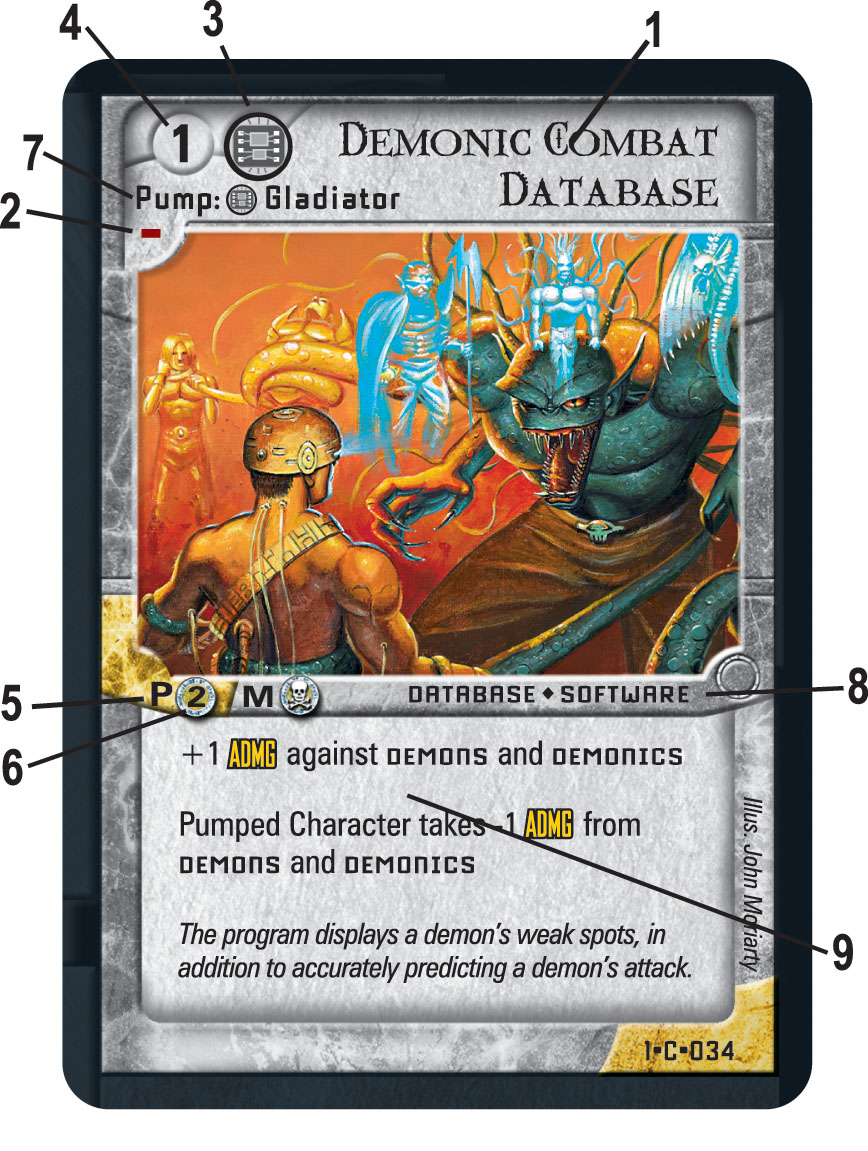 4
3
1
1
DEMONIC COMBAT
DATABASE
7
Pump: Gladiator
2
-
5
P 2 M
DATABASE ◆ SOFTWARE
8
6
+1 ADMG against DEMONS and DEMONICS
Pumped Character takes -1 ADMG from
DEMONS and DEMONICS
The program displays a demon's weak spots, in
addition to accurately predicting a demon's attack.
Illus. John Moriarty
9
1▪C▪034